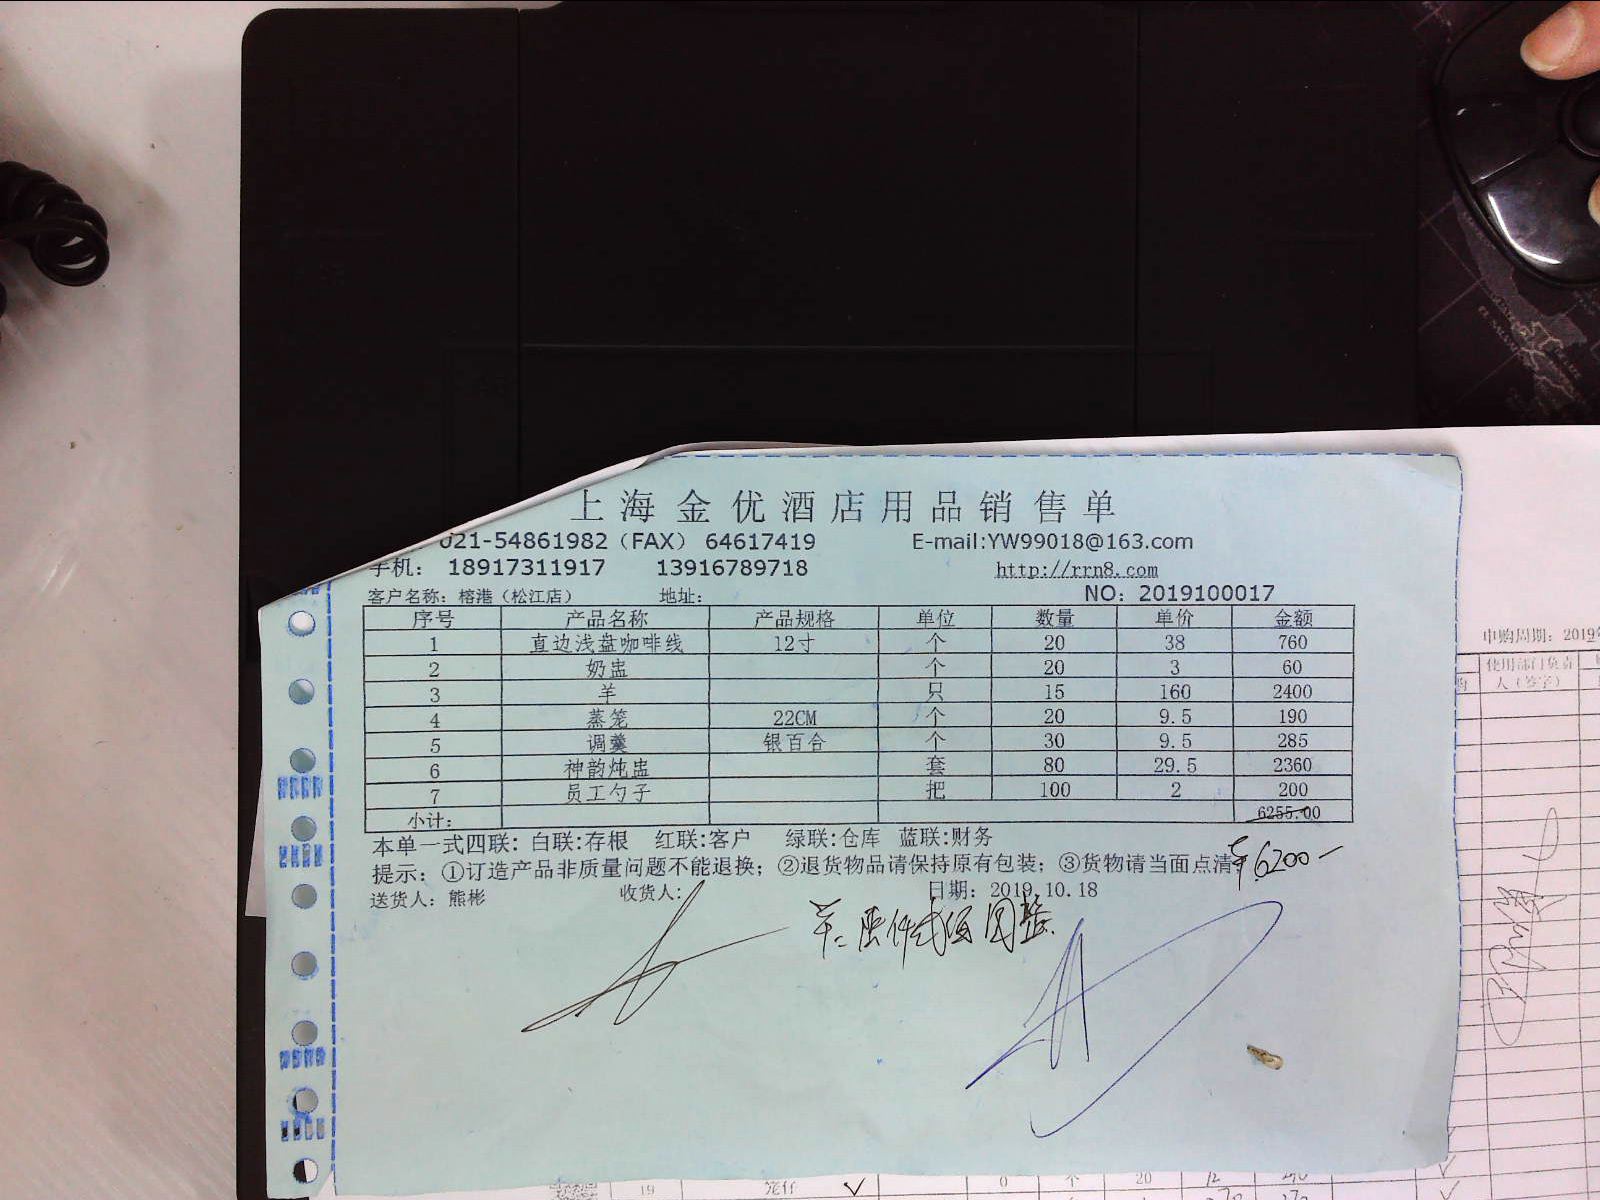 上海金优酒店用品销售单
021-54861982（FAX） 64617419 E-mail:YW99018@163.com
手机： 18917311917 13916789718 http://rrn8.com
客户名称：榕港（松江店） 地址： NO：2019100017
序号 产品名称 产品规格 单位 数量 单价 金额
1 直边浅盘咖啡线 12寸 个 20 38 760
2 奶盅 个 20 3 60
3 羊 只 15 160 2400
4 蒸笼 22CM 个 20 9.5 190
5 调羹 银百合 个 30 9.5 285
6 神韵炖盅 套 80 29.5 2360
7 员工勺子 把 100 2 200
小计： 6255.00
本单一式四联：白联:存根 红联:客户 绿联:仓库 蓝联:财务
提示：①订造产品非质量问题不能退换；②退货物品请保持原有包装；③货物请当面点清
¥6200—
送货人：熊彬 收货人： 日期：2019.10.18
申购周期：2019
使用部门负责
人（签字）
19 0 个 20 12